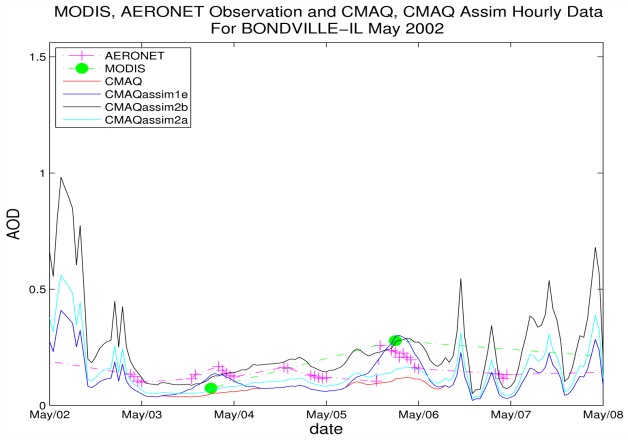 MODIS, AERONET Observation and CMAQ, CMAQ Assim Hourly Data
For BONDVILLE−IL May 2002
AERONET
MODIS
CMAQ
CMAQassim1e
CMAQassim2b
CMAQassim2a
1.5
1
0.5
0
AOD
May/02 May/03 May/04 May/05 May/06 May/07 May/08
date